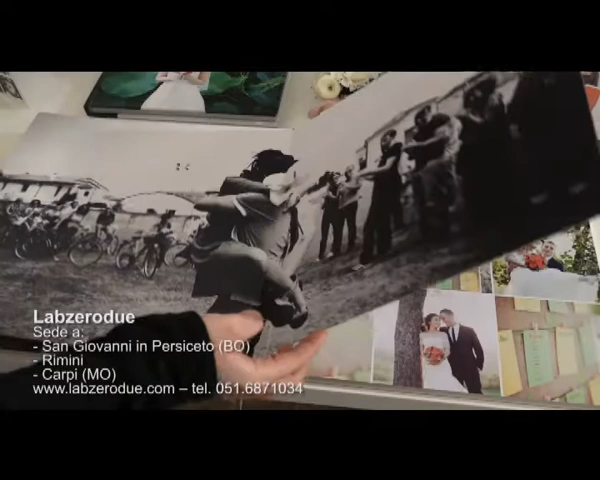 Labzerodue
Sede a:
- San Giovanni in Persiceto (BO)
- Rimini
- Carpi (MO)
www.labzerodue.com – tel. 051.6871034